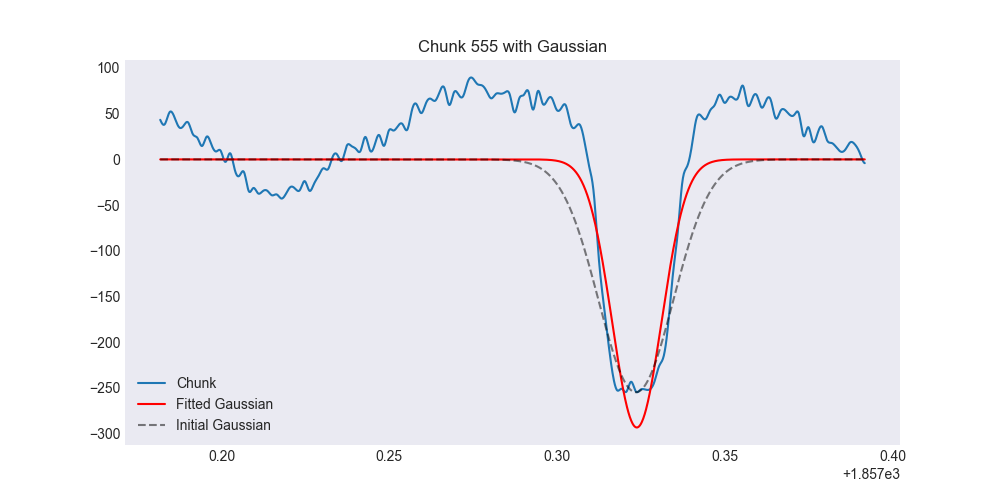 Chunk 555 with Gaussian
100
50
0
−50
−100
−150
−200
−250
−300
Chunk
Fitted Gaussian
Initial Gaussian
0.20 0.25 0.30 0.35 0.40
+1.857e3